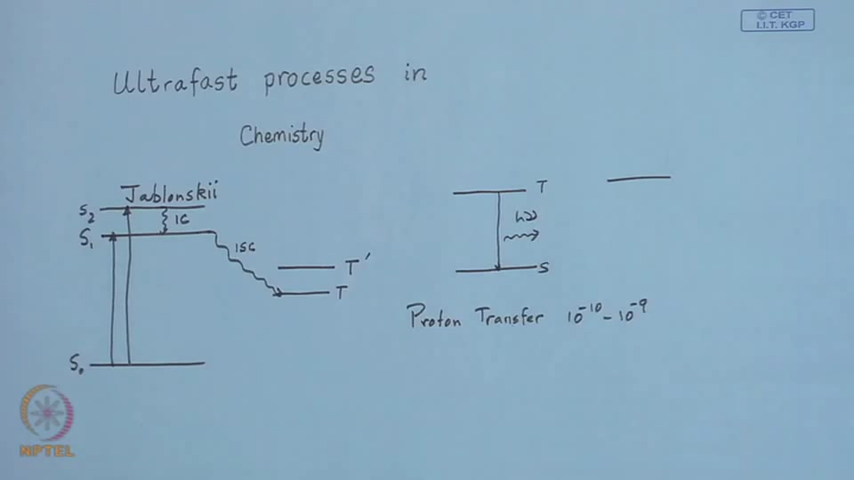 © CET
I.I.T. KGP
Ultrafast processes in
Chemistry
Jablonskii
S₂
IC
S₁
ISC
T'
T
S₀
T
hν
S
Proton Transfer 10⁻¹⁰ - 10⁻⁹
NPTEL